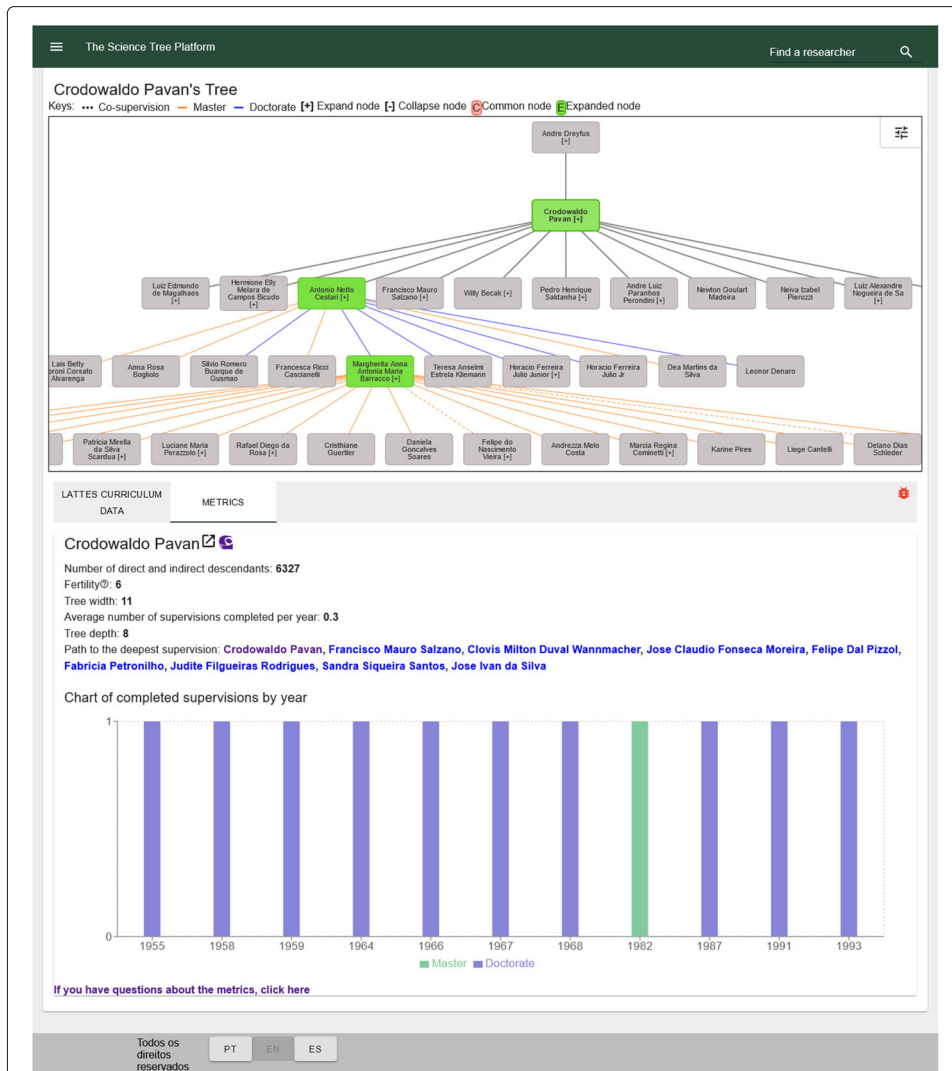 The Science Tree Platform
Find a researcher
Crodowaldo Pavan's Tree
Keys: ••• Co-supervision — Master — Doctorate [+] Expand node [-] Collapse node C Common node E Expanded node
Andre Dreyfus
[+]
Crodowaldo
Pavan [+]
Luiz Edmundo
de Magalhaes
[+]
Hermione Elly
Melara de
Campos Bicudo
[+]
Antonio Netto
Cestari [+]
Francisco Mauro
Salzano [+]
Willy Becak [+]
Pedro Henrique
Saldanha [+]
Andre Luiz
Paranhos
Perondini [+]
Newton Goulart
Madeira
Neiva Izabel
Pierozzi
Luiz Alexandre
Nogueira de Sa
[+]
Lais Betty
proni Corsato
Alvarenga
Anna Rosa
Bogliolo
Silvio Romero
Buarque de
Gusmao
Francesca Ricci
Cascianelli
Margherita Anna
Antonia Maria
Barracco [+]
Teresa Anselmi
Estrela Kliemann
Horacio Ferreira
Julio Junior [+]
Horacio Ferreira
Julio Jr
Dea Martins da
Silva
Leonor Denaro
Patricia Mirella
da Silva
Scardua [+]
Luciane Maria
Perazzolo [+]
Rafael Diego da
Rosa [+]
Cristhiane
Guertler
Daniela
Goncalves
Soares
Felipe do
Nascimento
Vieira [+]
Andrezza Melo
Costa
Marcia Regina
Cominetti [+]
Karine Pires
Liege Cantelli
Delano Dias
Schleder
LATTES CURRICULUM
DATA
METRICS
Crodowaldo Pavan
Number of direct and indirect descendants: 6327
Fertility?: 6
Tree width: 11
Average number of supervisions completed per year: 0.3
Tree depth: 8
Path to the deepest supervision: Crodowaldo Pavan, Francisco Mauro Salzano, Clovis Milton Duval Wannmacher, Jose Claudio Fonseca Moreira, Felipe Dal Pizzol,
Fabricia Petronilho, Judite Filgueiras Rodrigues, Sandra Siqueira Santos, Jose Ivan da Silva
Chart of completed supervisions by year
1
0
1955 1958 1959 1964 1966 1967 1968 1982 1987 1991 1993
Master Doctorate
If you have questions about the metrics, click here
Todos os
direitos
reservados
PT EN ES